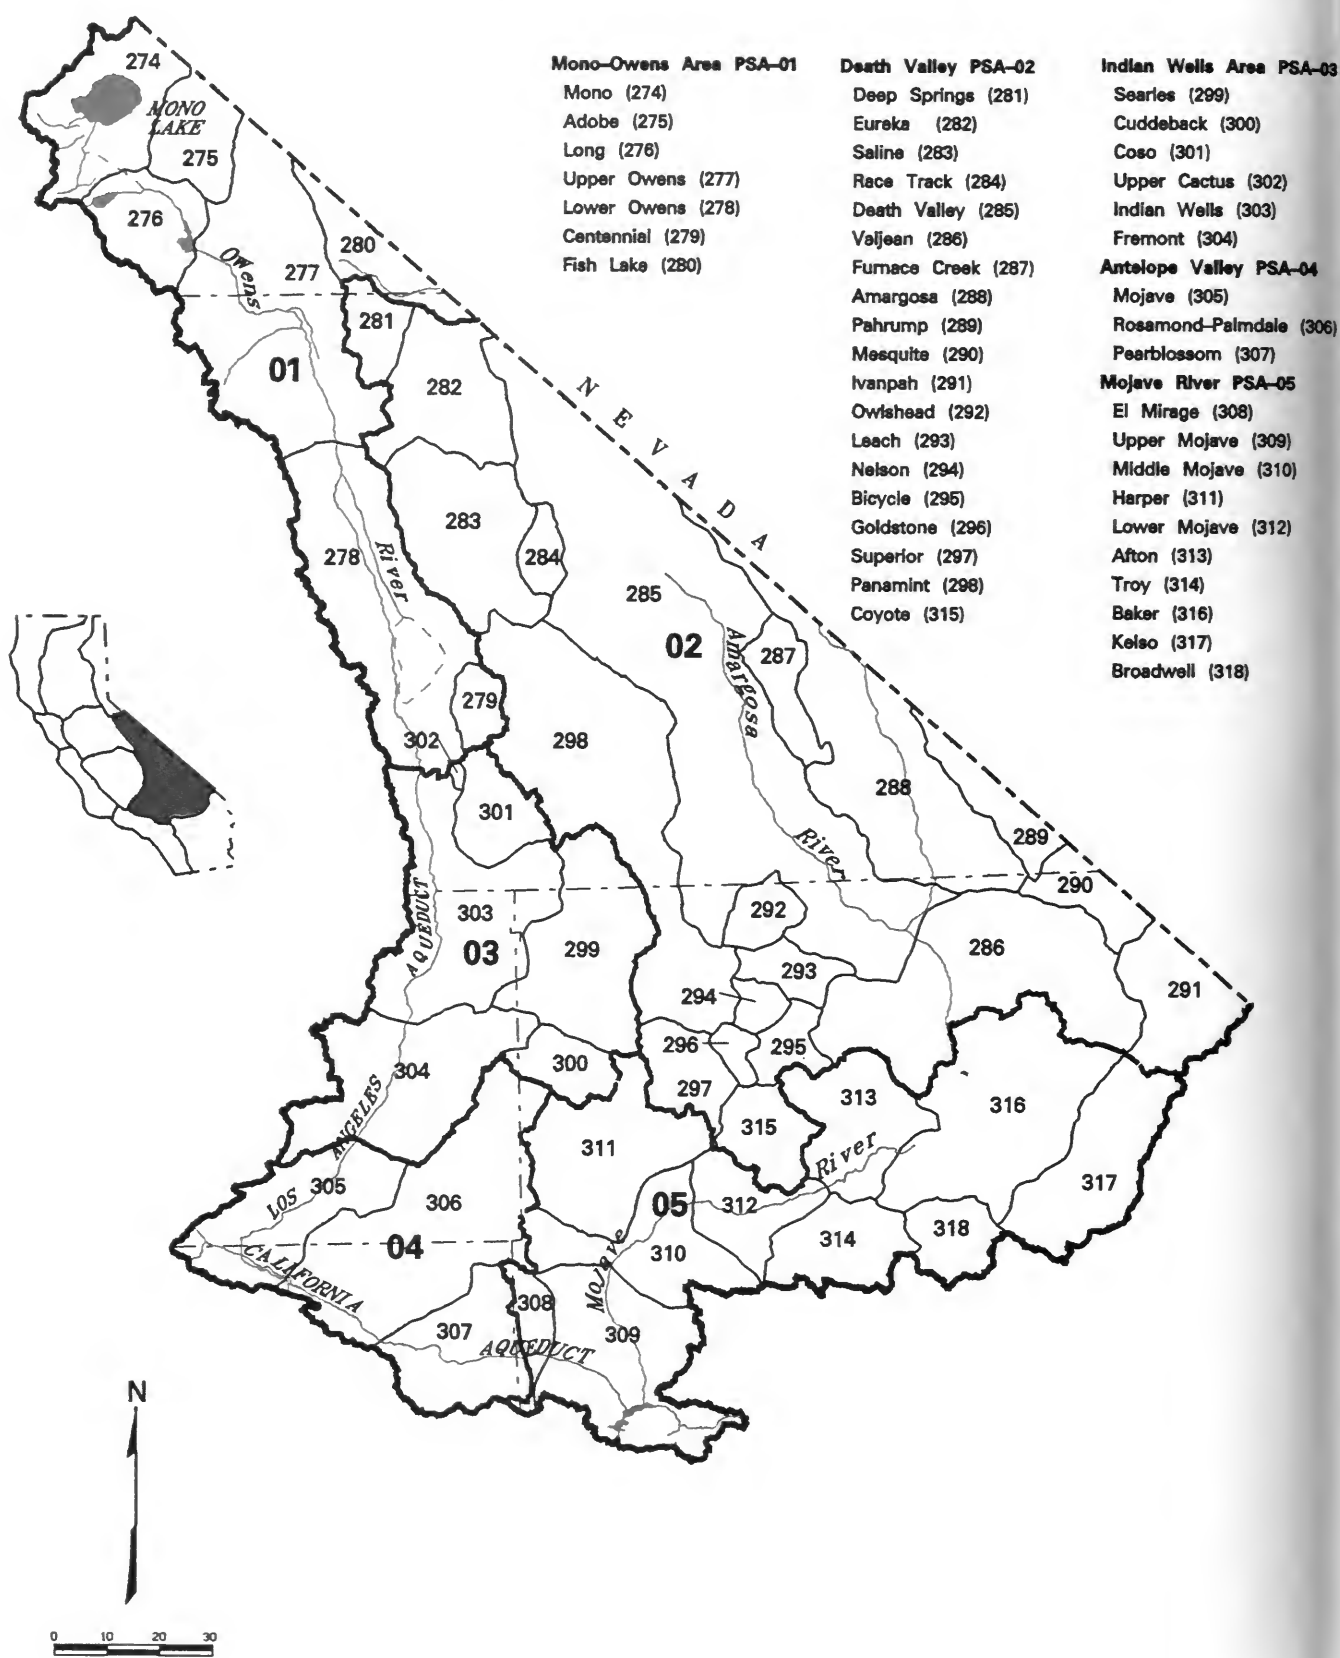 Mono–Owens Area PSA–01
Mono (274)
Adobe (275)
Long (276)
Upper Owens (277)
Lower Owens (278)
Centennial (279)
Fish Lake (280)
Death Valley PSA–02
Deep Springs (281)
Eureka (282)
Saline (283)
Race Track (284)
Death Valley (285)
Valjean (286)
Furnace Creek (287)
Amargosa (288)
Pahrump (289)
Mesquite (290)
Ivanpah (291)
Owlshead (292)
Leach (293)
Nelson (294)
Bicycle (295)
Goldstone (296)
Superior (297)
Panamint (298)
Coyote (315)
Indian Wells Area PSA–03
Searles (299)
Cuddeback (300)
Coso (301)
Upper Cactus (302)
Indian Wells (303)
Fremont (304)
Antelope Valley PSA–04
Mojave (305)
Rosamond–Palmdale (306)
Pearblossom (307)
Mojave River PSA–05
El Mirage (308)
Upper Mojave (309)
Middle Mojave (310)
Harper (311)
Lower Mojave (312)
Afton (313)
Troy (314)
Baker (316)
Kelso (317)
Broadwell (318)
274
MONO
LAKE
275
276
Owens
277
280
281
01
282
NEVADA
278
River
283
284
285
02
Amargosa
287
279
302
298
301
288
River
289
290
303
AQUEDUCT
03
299
292
286
293
294
291
296
295
304
300
297
313
316
ANGELES
311
315
River
317
305
LOS
306
05
312
318
04
310
314
CALAFORNIA
Mojave
308
307
309
AQUEDUCT
N
0 10 20 30